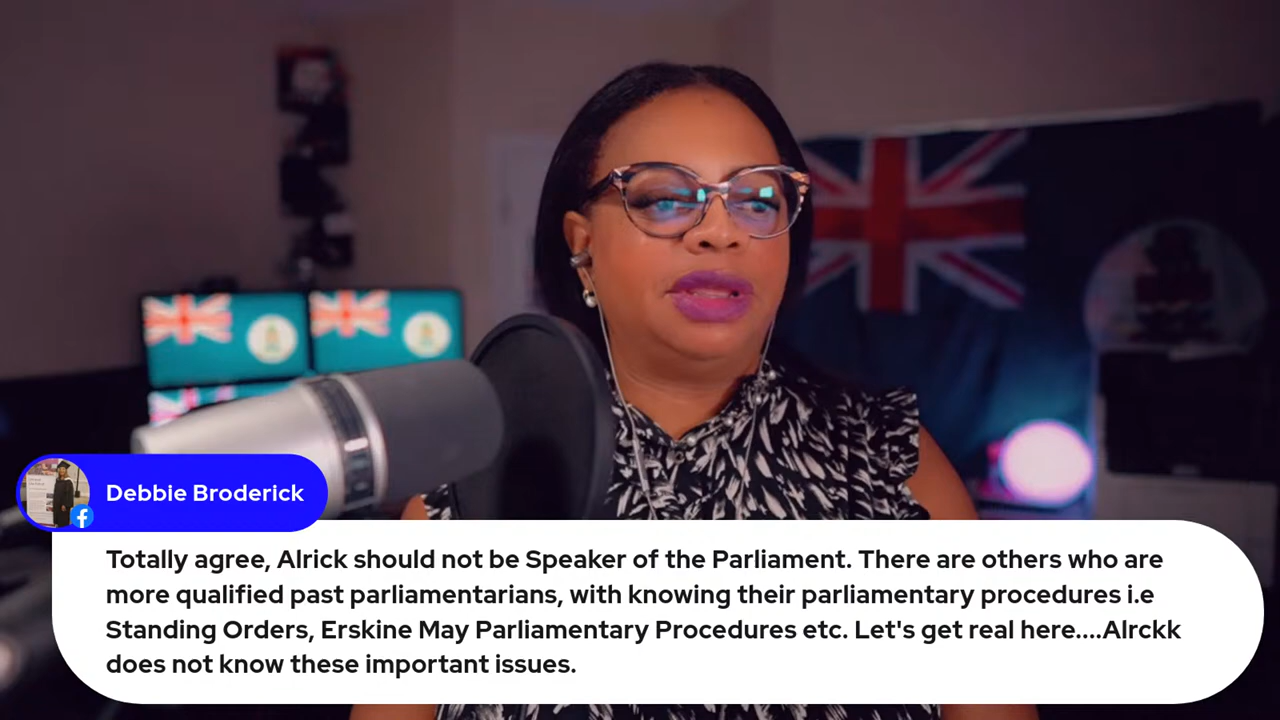 Debbie Broderick
Totally agree, Alrick should not be Speaker of the Parliament. There are others who are
more qualified past parliamentarians, with knowing their parliamentary procedures i.e
Standing Orders, Erskine May Parliamentary Procedures etc. Let's get real here....Alrckk
does not know these important issues.